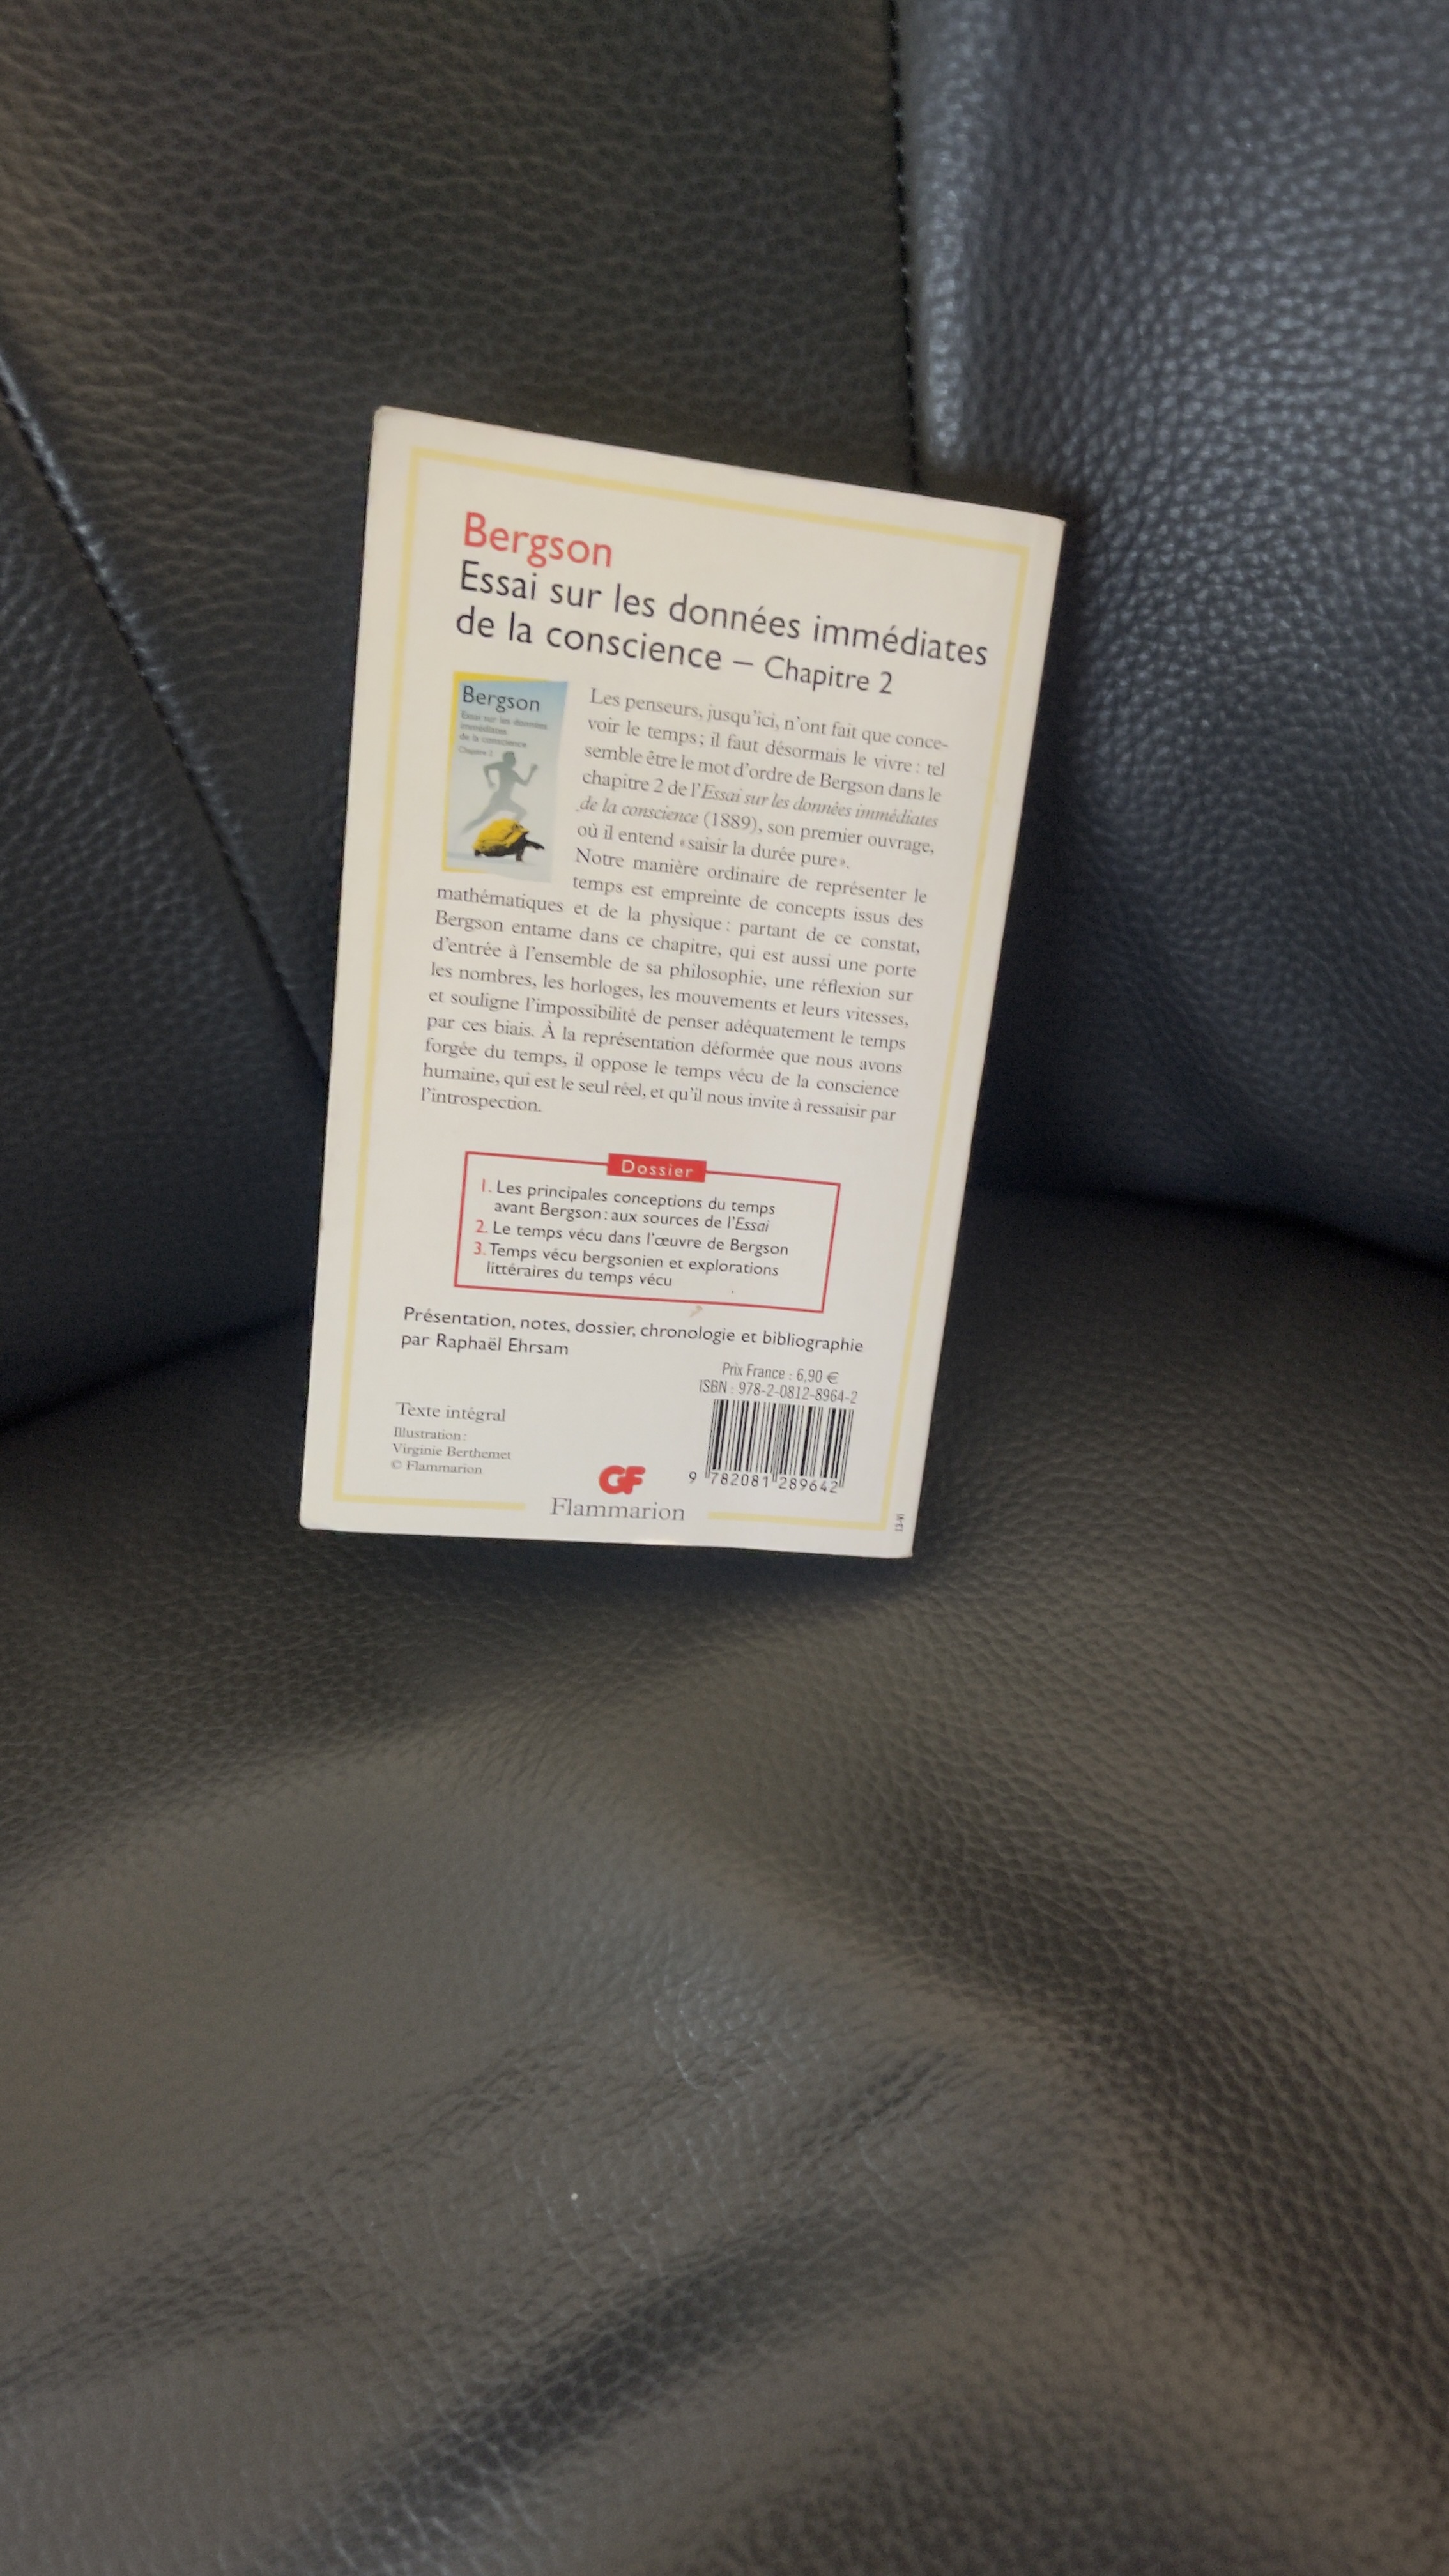 Bergson
Essai sur les données immédiates
de la conscience – Chapitre 2
Bergson
Essai sur les données
immédiates
de la conscience
Chapitre 2
Les penseurs, jusqu'ici, n'ont fait que conce-
voir le temps ; il faut désormais le vivre : tel
semble être le mot d'ordre de Bergson dans le
chapitre 2 de l'Essai sur les données immédiates
de la conscience (1889), son premier ouvrage,
où il entend « saisir la durée pure ».
Notre manière ordinaire de représenter le
temps est empreinte de concepts issus des
mathématiques et de la physique : partant de ce constat,
Bergson entame dans ce chapitre, qui est aussi une porte
d'entrée à l'ensemble de sa philosophie, une réflexion sur
les nombres, les horloges, les mouvements et leurs vitesses,
et souligne l'impossibilité de penser adéquatement le temps
par ces biais. À la représentation déformée que nous avons
forgée du temps, il oppose le temps vécu de la conscience
humaine, qui est le seul réel, et qu'il nous invite à ressaisir par
l'introspection.
Dossier
1. Les principales conceptions du temps
avant Bergson : aux sources de l'Essai
2. Le temps vécu dans l'œuvre de Bergson
3. Temps vécu bergsonien et explorations
littéraires du temps vécu
Présentation, notes, dossier, chronologie et bibliographie
par Raphaël Ehrsam
Prix France : 6,90 €
ISBN : 978-2-0812-8964-2
Texte intégral
Illustration :
Virginie Berthemet
© Flammarion
9 782081 289642
GF
Flammarion